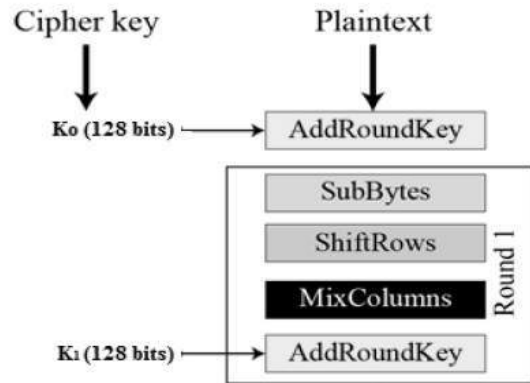 Cipher key Plaintext
K0 (128 bits) AddRoundKey
SubBytes
ShiftRows
MixColumns
Round 1
K1 (128 bits) AddRoundKey